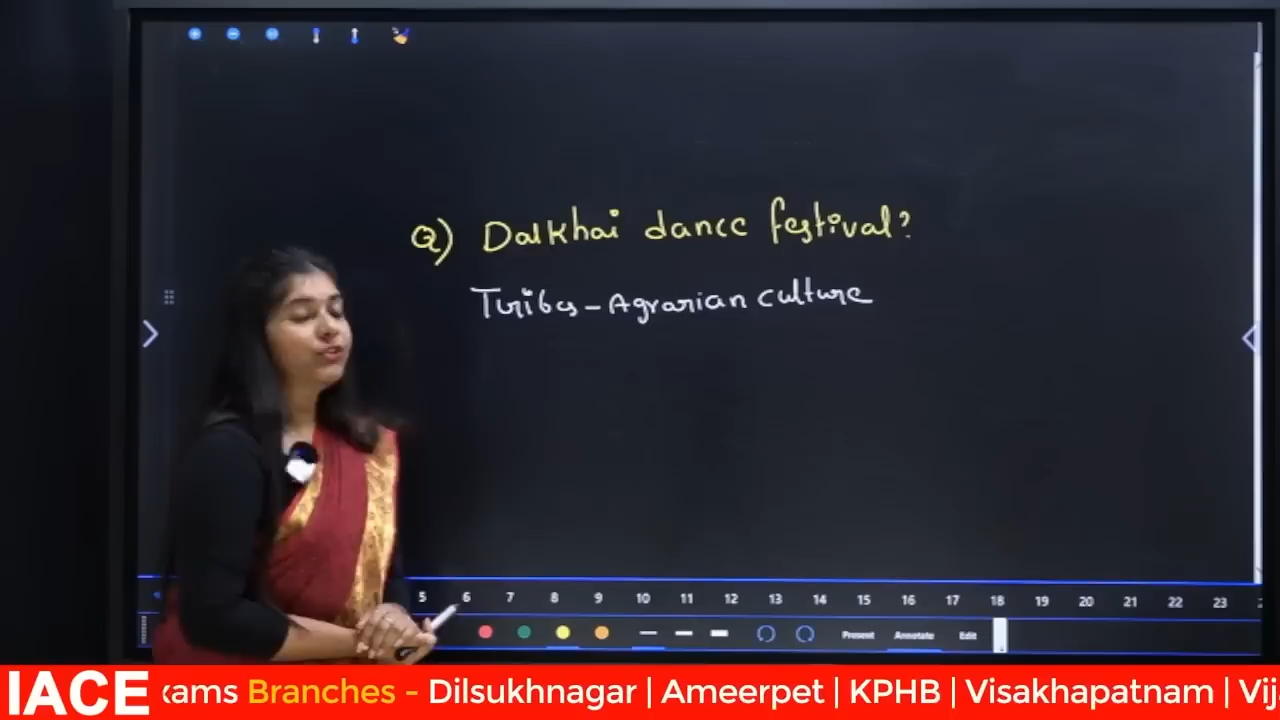 Q) Dalkhai dance festival?
Tribes - Agrarian culture
5 6 7 8 9 10 11 12 13 14 15 16 17 18 19 20 21 22 23
Present Annotate Edit
IACE xams Branches - Dilsukhnagar | Ameerpet | KPHB | Visakhapatnam | Vij